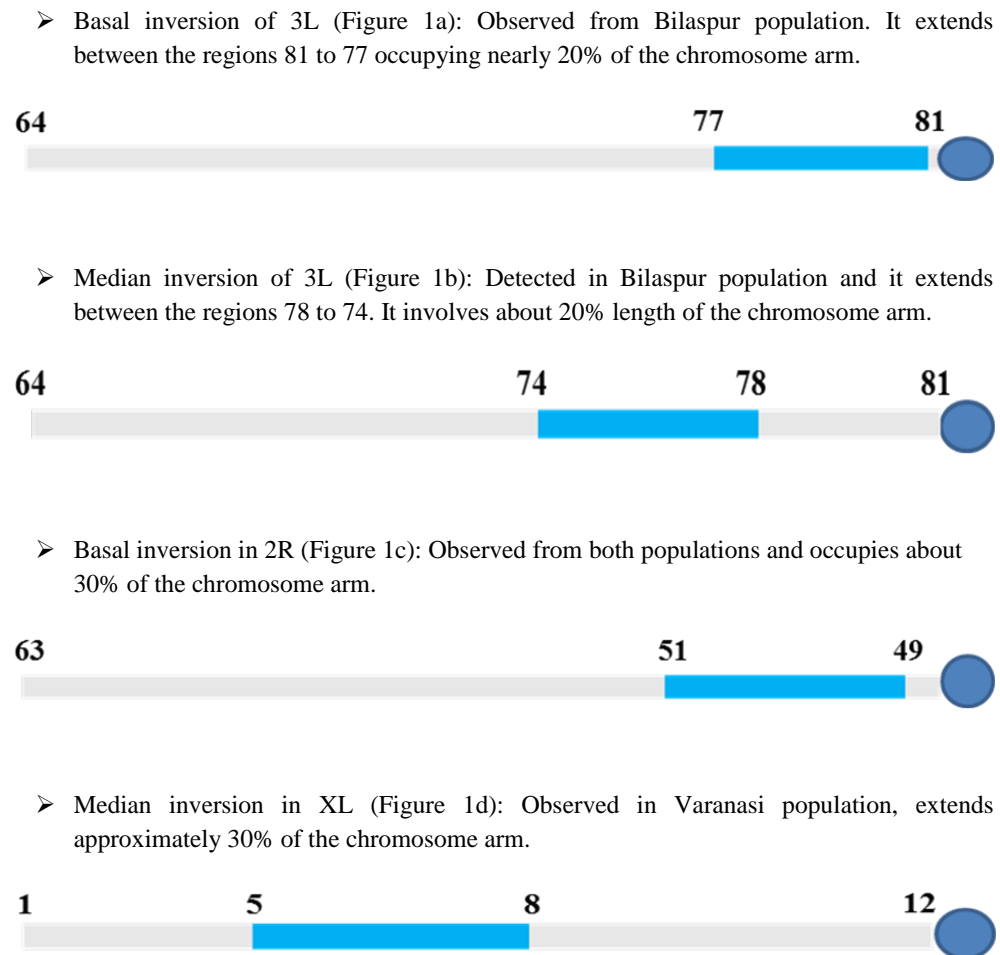 ➢ Basal inversion of 3L (Figure 1a): Observed from Bilaspur population. It extends
between the regions 81 to 77 occupying nearly 20% of the chromosome arm.
64 77 81
➢ Median inversion of 3L (Figure 1b): Detected in Bilaspur population and it extends
between the regions 78 to 74. It involves about 20% length of the chromosome arm.
64 74 78 81
➢ Basal inversion in 2R (Figure 1c): Observed from both populations and occupies about
30% of the chromosome arm.
63 51 49
➢ Median inversion in XL (Figure 1d): Observed in Varanasi population, extends
approximately 30% of the chromosome arm.
1 5 8 12